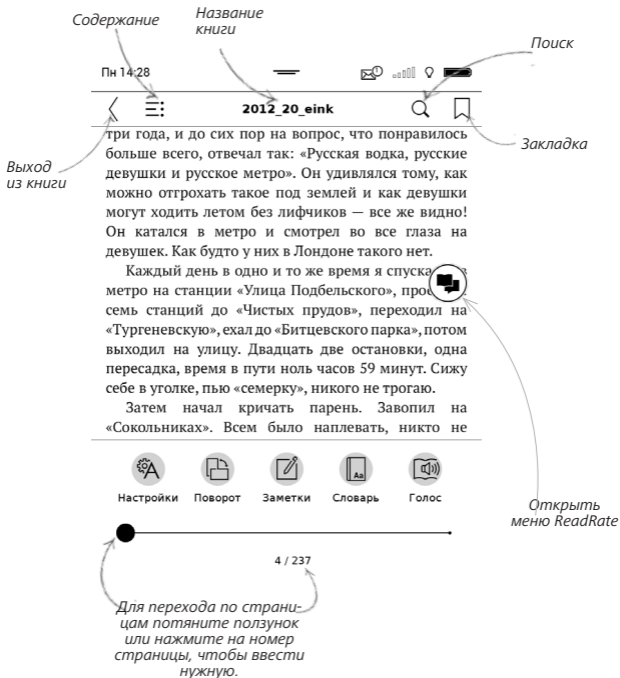 Содержание
Название
книги
Поиск
Пн 14:28
2012_20_eink
Выход
из книги
Закладка
три года, и до сих пор на вопрос, что понравилось
больше всего, отвечал так: «Русская водка, русские
девушки и русское метро». Он удивлялся тому, как
можно отгрохать такое под землей и как девушки
могут ходить летом без лифчиков — все же видно!
Он катался в метро и смотрел во все глаза на
девушек. Как будто у них в Лондоне такого нет.
Каждый день в одно и то же время я
метро на станции «Улица Подбельского»,
семь станций до «Чистых прудов», переходил на
«Тургеневскую», ехал до «Битцевского парка», потом
выходил на улицу. Двадцать две остановки, одна
пересадка, время в пути ноль часов 59 минут. Сижу
себе в уголке, пью «семерку», никого не трогаю.
Затем начал кричать парень. Завопил на
«Сокольниках». Всем было наплевать, никто не
Настройки Поворот Заметки Словарь Голос
Aa
Открыть
меню ReadRate
4 / 237
Для перехода по страни-
цам потяните ползунок
или нажмите на номер
страницы, чтобы ввести
нужную.